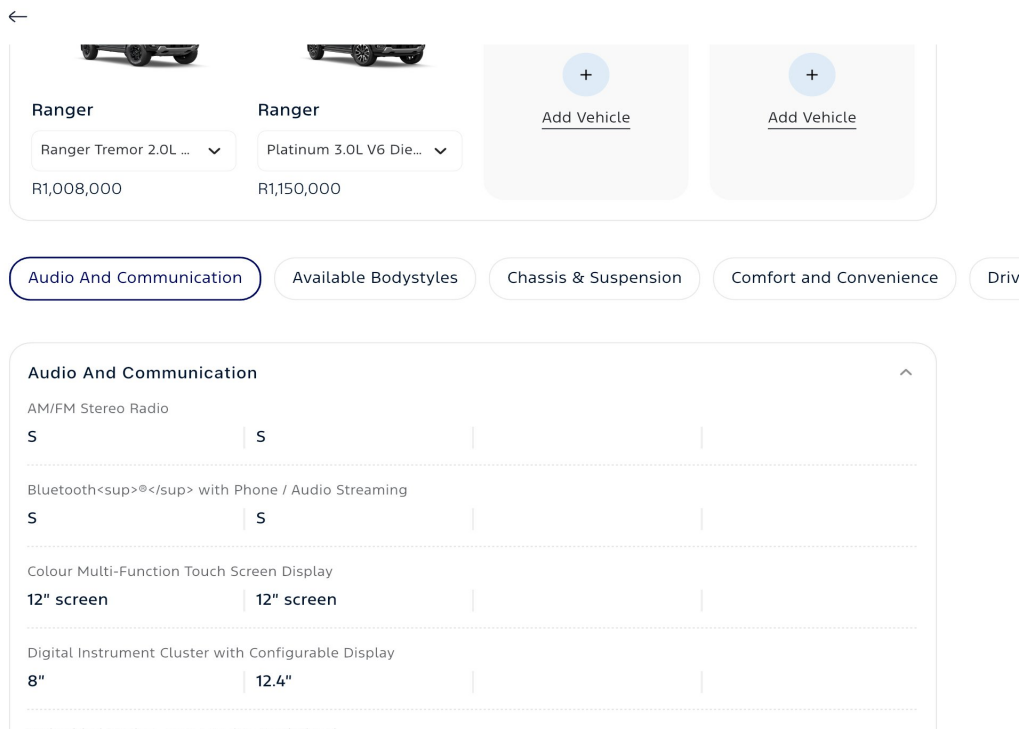 Ranger Ranger
Add Vehicle Add Vehicle
Ranger Tremor 2.0L ... Platinum 3.0L V6 Die...
R1,008,000 R1,150,000
Audio And Communication Available Bodystyles Chassis & Suspension Comfort and Convenience Driv
Audio And Communication
AM/FM Stereo Radio
S S
Bluetooth<sup>®</sup> with Phone / Audio Streaming
S S
Colour Multi-Function Touch Screen Display
12" screen 12" screen
Digital Instrument Cluster with Configurable Display
8" 12.4"